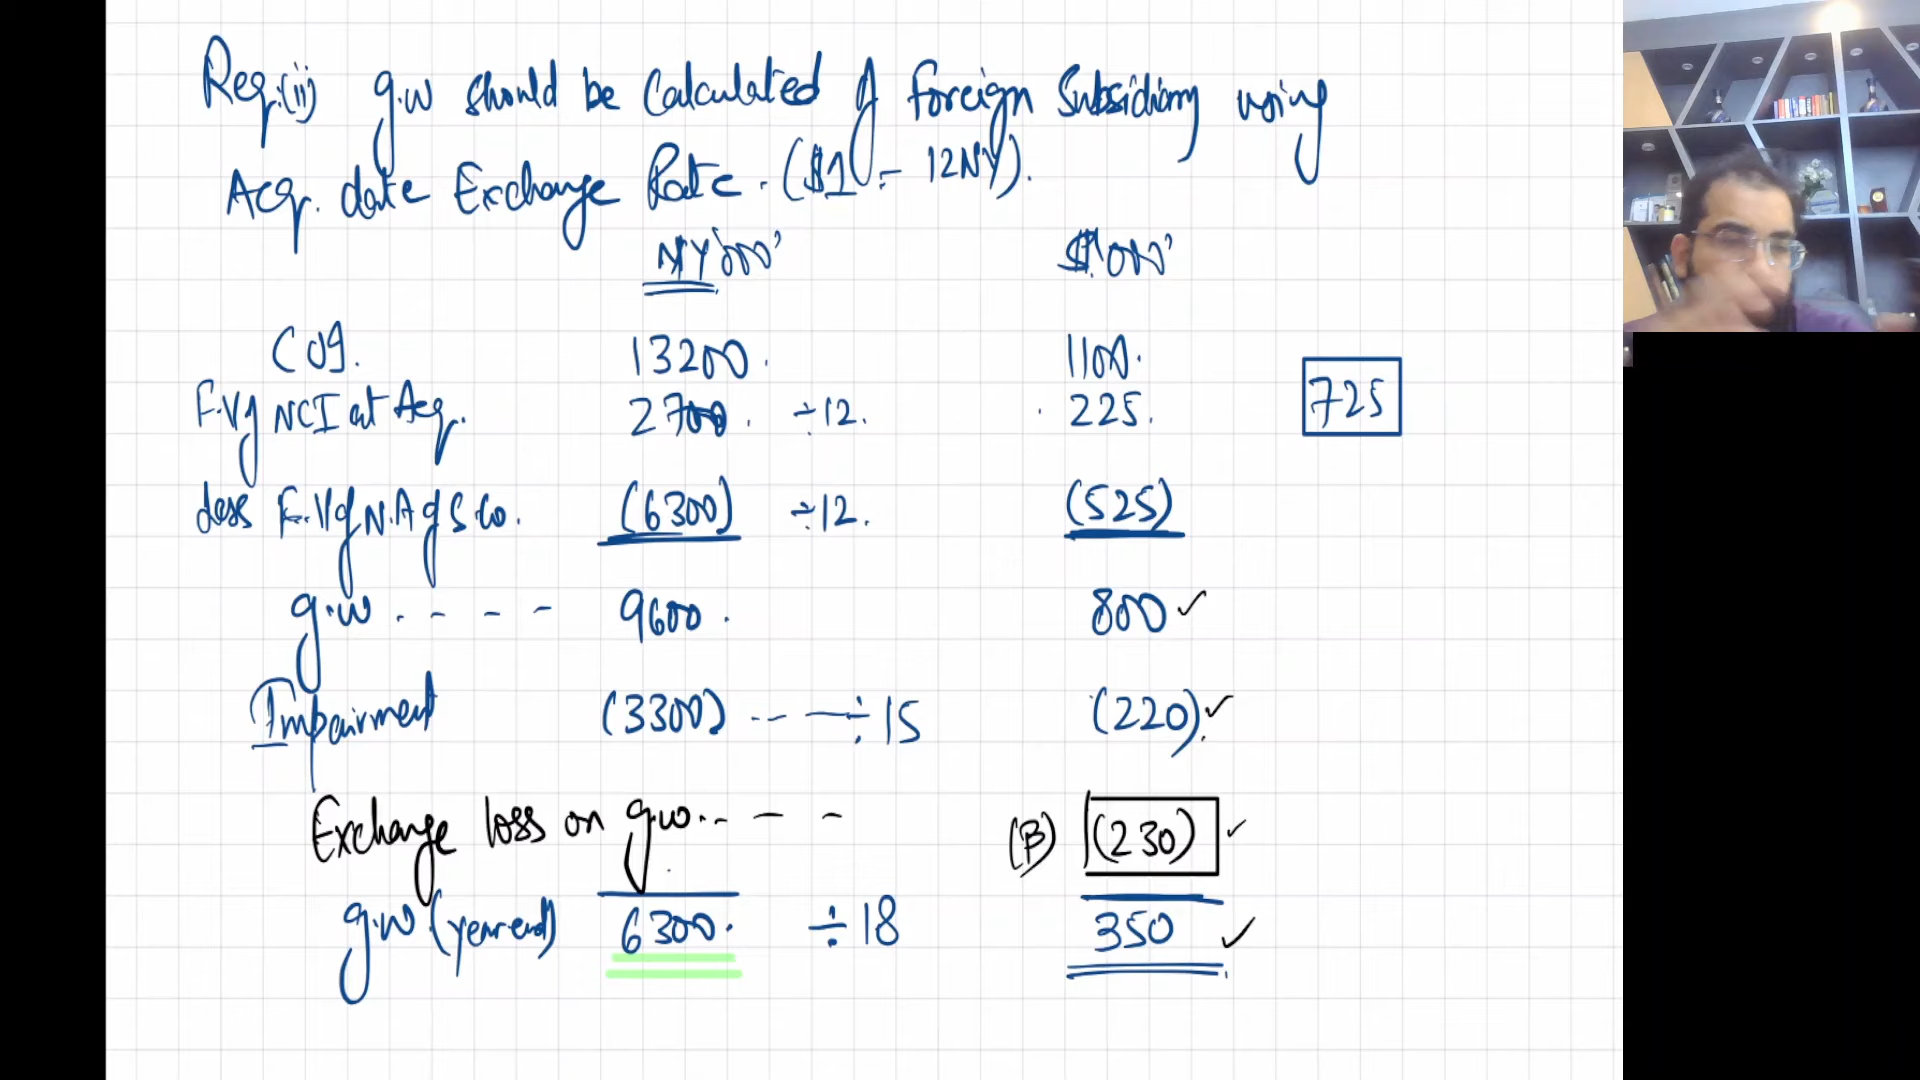 Req.(ii) g.w should be Calculated of foreign Subsidiary using
Acq. date Exchange Rate. ($1 = 12NY).
NY'000' $'000'
COI. 13200. 1100.
F.V of NCI at Acq. 2700. ÷12. 225. 725
Less F.V of N.A of S.Co. (6300) ÷12. (525)
g.w. - - - 9600. 800 ✓
Impairment (3300) -- —÷15 (220) ✓
Exchange loss on g.w.. - - (B) (230) ✓
g.w (year end) 6300. ÷18 350 ✓